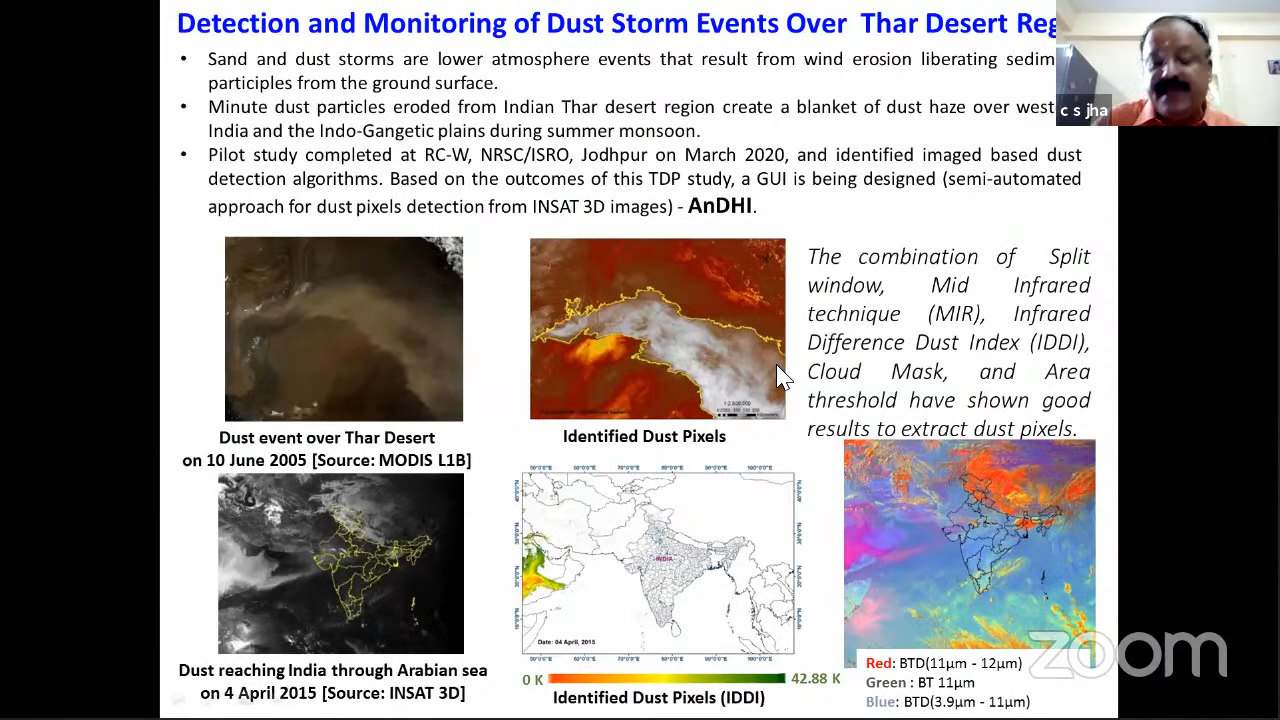 Detection and Monitoring of Dust Storm Events Over Thar Desert Reg
c s jha
• Sand and dust storms are lower atmosphere events that result from wind erosion liberating sedim
participles from the ground surface.
• Minute dust particles eroded from Indian Thar desert region create a blanket of dust haze over west
India and the Indo-Gangetic plains during summer monsoon.
• Pilot study completed at RC-W, NRSC/ISRO, Jodhpur on March 2020, and identified imaged based dust
detection algorithms. Based on the outcomes of this TDP study, a GUI is being designed (semi-automated
approach for dust pixels detection from INSAT 3D images) - AnDHI.
The combination of Split
window, Mid Infrared
technique (MIR), Infrared
Difference Dust Index (IDDI),
Cloud Mask, and Area
threshold have shown good
results to extract dust pixels.
Dust event over Thar Desert
on 10 June 2005 [Source: MODIS L1B]
Identified Dust Pixels
INDIA
Date: 04 April, 2015
Dust reaching India through Arabian sea
on 4 April 2015 [Source: INSAT 3D]
0 K 42.88 K
Identified Dust Pixels (IDDI)
Red: BTD(11µm - 12µm)
Green : BT 11µm
Blue: BTD(3.9µm - 11µm)
zoom